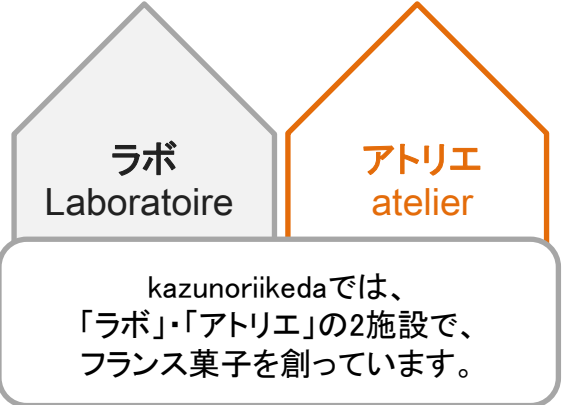 ラボ
Laboratoire
アトリエ
atelier
kazunoriikedaでは、
「ラボ」・「アトリエ」の2施設で、
フランス菓子を創っています。